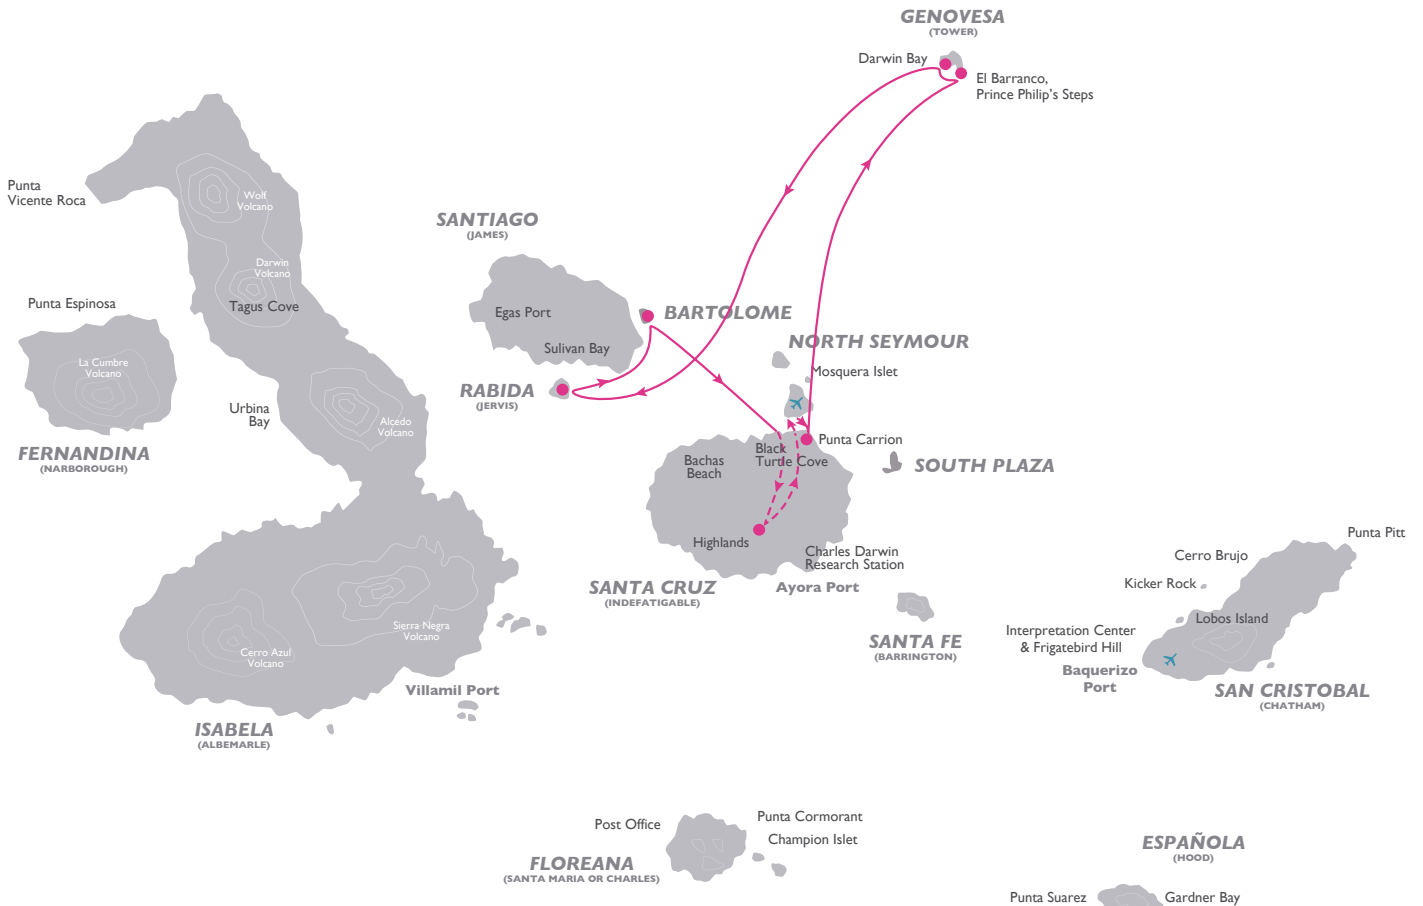 GENOVESA
(TOWER)
Darwin Bay
El Barranco,
Prince Philip's Steps
Punta
Vicente Roca
Wolf
Volcano
Darwin
Volcano
Tagus Cove
SANTIAGO
(JAMES)
Egas Port
Sulivan Bay
BARTOLOME
NORTH SEYMOUR
Mosquera Islet
Punta Espinosa
La Cumbre
Volcano
FERNANDINA
(NARBOROUGH)
Urbina
Bay
Alcedo
Volcano
RABIDA
(JERVIS)
Punta Carrion
Black
Turtle Cove
Bachas
Beach
SOUTH PLAZA
Highlands
Charles Darwin
Research Station
Ayora Port
SANTA CRUZ
(INDEFATIGABLE)
SANTA FE
(BARRINGTON)
Punta Pitt
Cerro Brujo
Kicker Rock
Lobos Island
Interpretation Center
& Frigatebird Hill
Baquerizo
Port
SAN CRISTOBAL
(CHATHAM)
Sierra Negra
Volcano
Cerro Azul
Volcano
Villamil Port
ISABELA
(ALBEMARLE)
Post Office
Punta Cormorant
Champion Islet
FLOREANA
(SANTA MARIA OR CHARLES)
ESPAÑOLA
(HOOD)
Punta Suarez
Gardner Bay